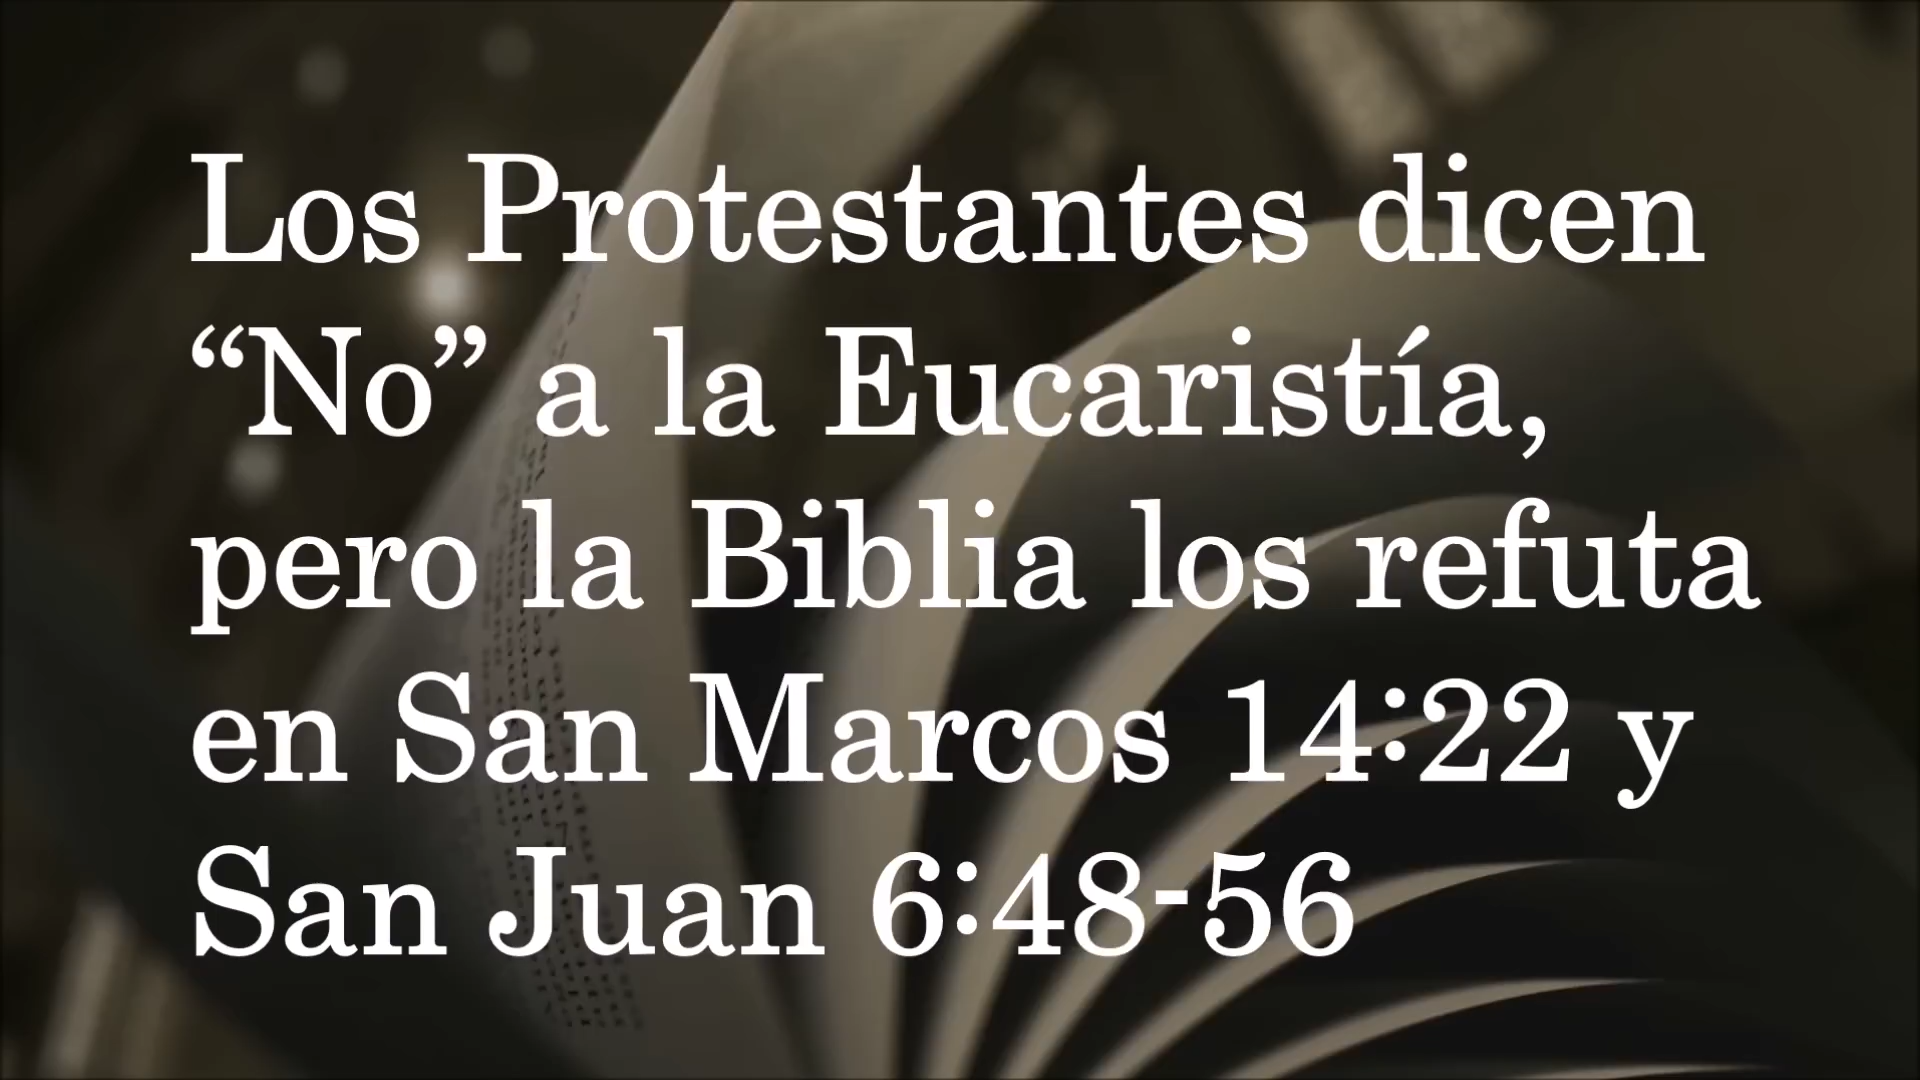 Los Protestantes dicen
“No” a la Eucaristía,
pero la Biblia los refuta
en San Marcos 14:22 y
San Juan 6:48-56